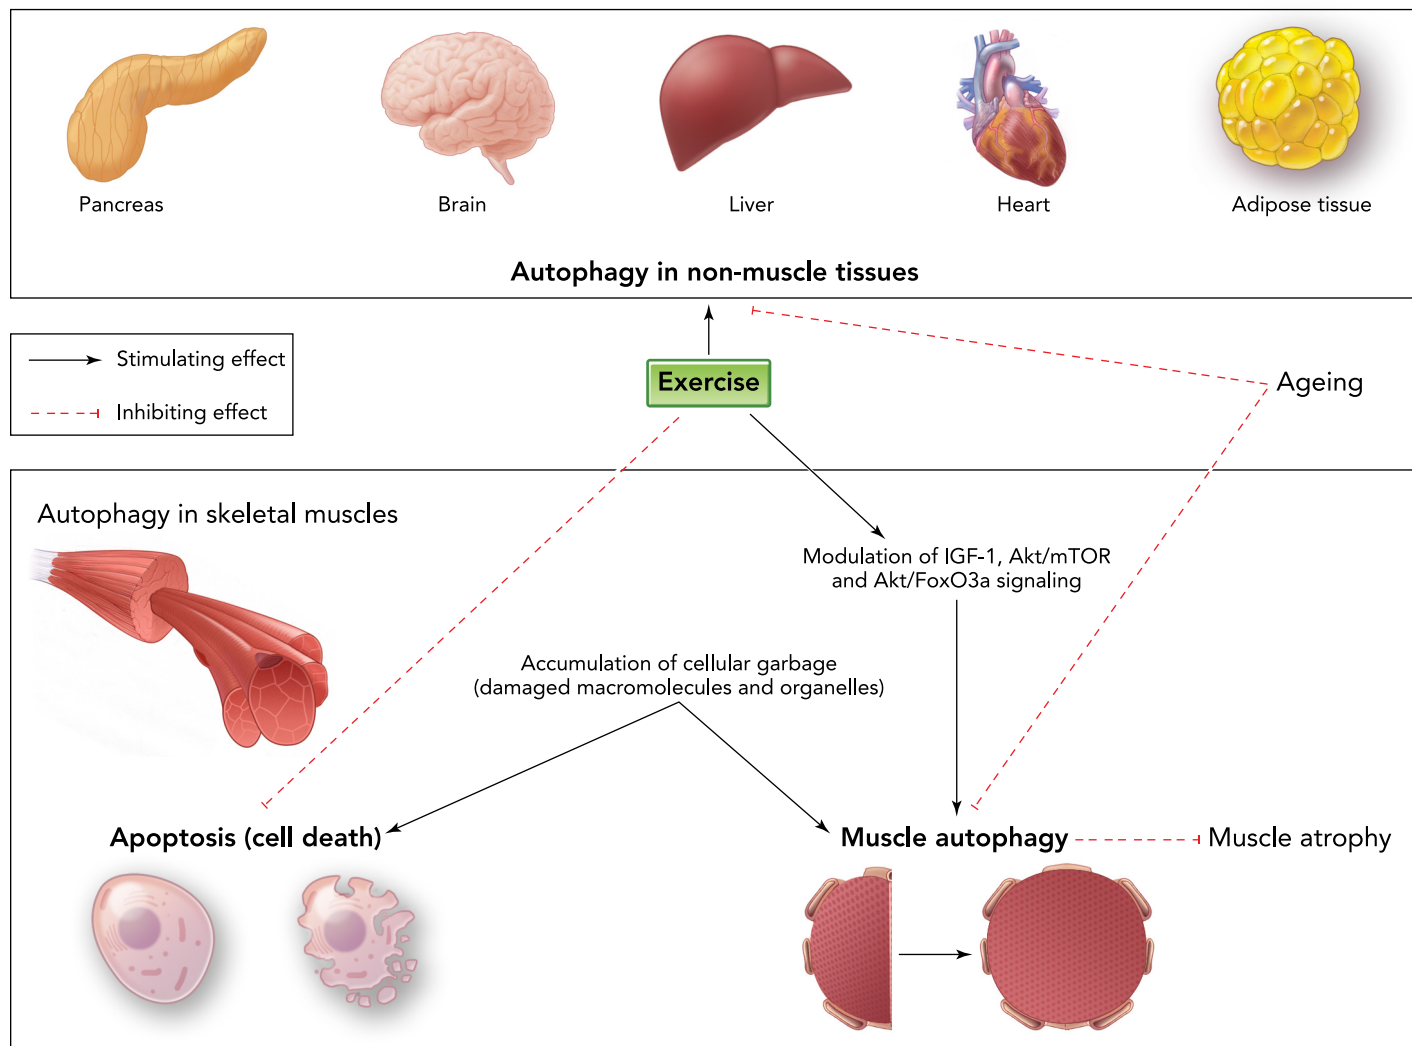 Pancreas
Brain
Liver
Heart
Adipose tissue
Autophagy in non-muscle tissues
Stimulating effect
Inhibiting effect
Exercise
Ageing
Autophagy in skeletal muscles
Modulation of IGF-1, Akt/mTOR
and Akt/FoxO3a signaling
Accumulation of cellular garbage
(damaged macromolecules and organelles)
Apoptosis (cell death)
Muscle autophagy
Muscle atrophy